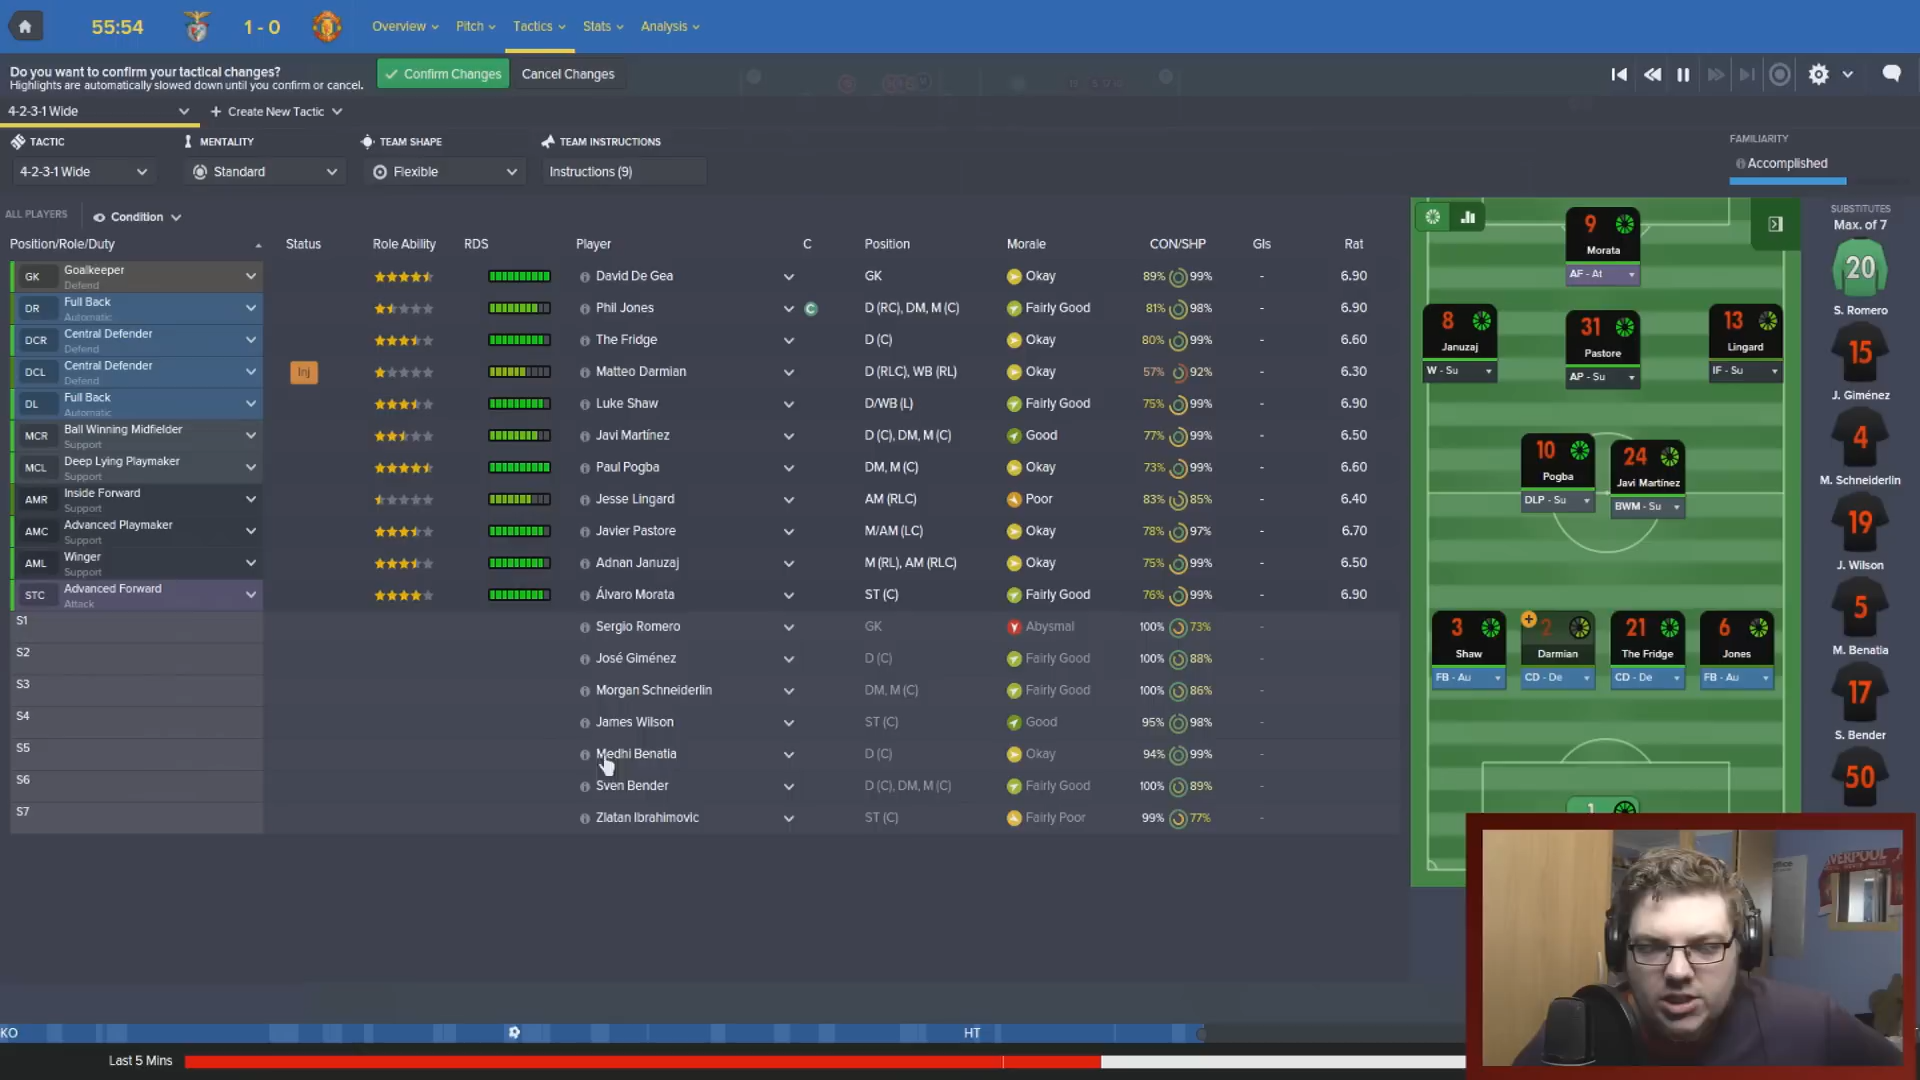 55:54 1 - 0 Overview Pitch Tactics Stats Analysis
Do you want to confirm your tactical changes?
Highlights are automatically slowed down until you confirm or cancel.
Confirm Changes Cancel Changes
4-2-3-1 Wide + Create New Tactic
TACTIC MENTALITY TEAM SHAPE TEAM INSTRUCTIONS
4-2-3-1 Wide Standard Flexible Instructions (9)
FAMILIARITY
Accomplished
ALL PLAYERS Condition
Position/Role/Duty Status Role Ability RDS Player C Position Morale CON/SHP Gls Rat
GK Goalkeeper Defend David De Gea GK Okay 89% 99% - 6.90
DR Full Back Automatic Phil Jones C D (RC), DM, M (C) Fairly Good 81% 98% - 6.90
DCR Central Defender Defend The Fridge D (C) Okay 80% 99% - 6.60
DCL Central Defender Defend Inj Matteo Darmian D (RLC), WB (RL) Okay 57% 92% - 6.30
DL Full Back Automatic Luke Shaw D/WB (L) Fairly Good 75% 99% - 6.90
MCR Ball Winning Midfielder Support Javi Martínez D (C), DM, M (C) Good 77% 99% - 6.50
MCL Deep Lying Playmaker Support Paul Pogba DM, M (C) Okay 73% 99% - 6.60
AMR Inside Forward Support Jesse Lingard AM (RLC) Poor 83% 85% - 6.40
AMC Advanced Playmaker Support Javier Pastore M/AM (LC) Okay 78% 97% - 6.70
AML Winger Support Adnan Januzaj M (RL), AM (RLC) Okay 75% 99% - 6.50
STC Advanced Forward Attack Álvaro Morata ST (C) Fairly Good 76% 99% - 6.90
S1 Sergio Romero GK Abysmal 100% 73% -
S2 José Giménez D (C) Fairly Good 100% 88% -
S3 Morgan Schneiderlin DM, M (C) Fairly Good 100% 86% -
S4 James Wilson ST (C) Good 95% 98% -
S5 Medhi Benatia D (C) Okay 94% 99% -
S6 Sven Bender D (C), DM, M (C) Fairly Good 100% 89% -
S7 Zlatan Ibrahimovic ST (C) Fairly Poor 99% 77% -
9
Morata
AF - At
8 31 13
Januzaj Pastore Lingard
W - Su AP - Su IF - Su
10 24
Pogba Javi Martínez
DLP - Su BWM - Su
3 2 21 6
Shaw Darmian The Fridge Jones
FB - Au CD - De CD - De FB - Au
1
SUBSTITUTES
Max. of 7
20
S. Romero
15
J. Giménez
4
M. Schneiderlin
19
J. Wilson
5
M. Benatia
17
S. Bender
50
KO HT
Last 5 Mins